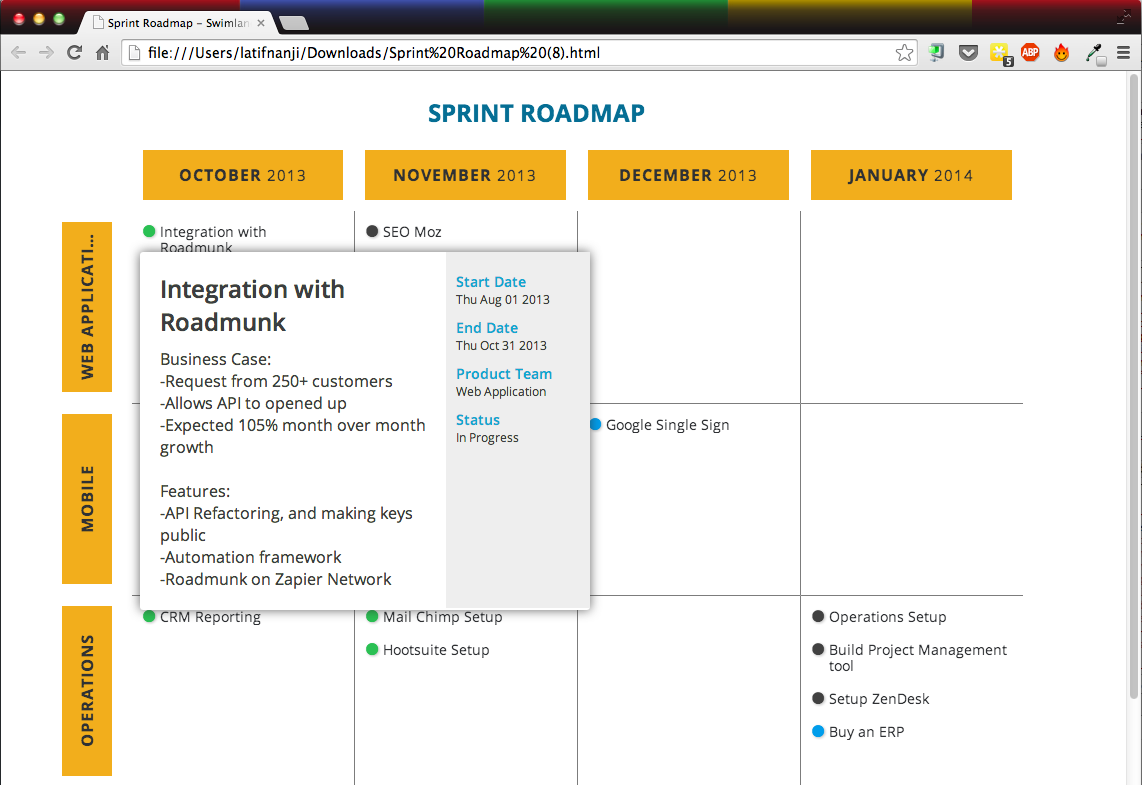 Sprint Roadmap – Swimlan
file:///Users/latifnanji/Downloads/Sprint%20Roadmap%20(8).html
5
ABP
SPRINT ROADMAP
OCTOBER 2013
NOVEMBER 2013
DECEMBER 2013
JANUARY 2014
WEB APPLICATI...
Integration with
Roadmunk
SEO Moz
Integration with
Roadmunk
Business Case:
-Request from 250+ customers
-Allows API to opened up
-Expected 105% month over month
growth
Features:
-API Refactoring, and making keys
public
-Automation framework
-Roadmunk on Zapier Network
Start Date
Thu Aug 01 2013
End Date
Thu Oct 31 2013
Product Team
Web Application
Status
In Progress
MOBILE
Google Single Sign
OPERATIONS
CRM Reporting
Mail Chimp Setup
Hootsuite Setup
Operations Setup
Build Project Management
tool
Setup ZenDesk
Buy an ERP